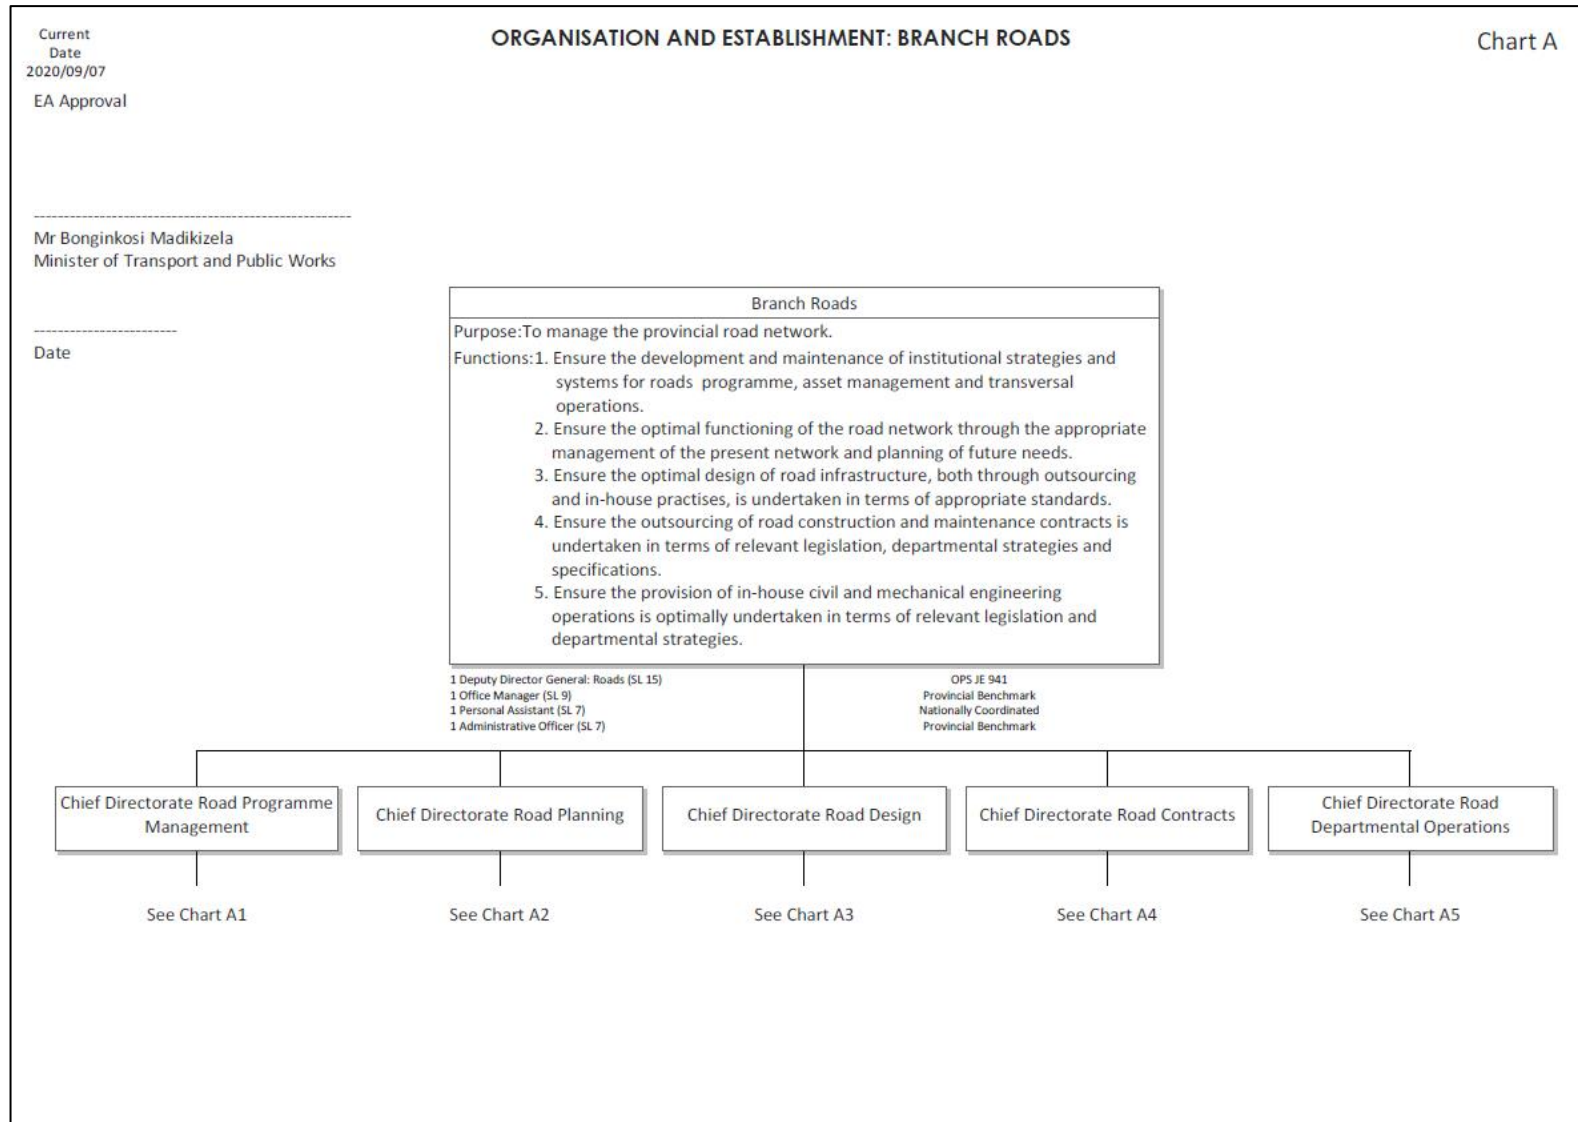 Current
Date
2020/09/07
EA Approval
ORGANISATION AND ESTABLISHMENT: BRANCH ROADS
Chart A
-----------------------------------------------------
Mr Bonginkosi Madikizela
Minister of Transport and Public Works
------------------------
Date
Branch Roads
Purpose:To manage the provincial road network.
Functions:1. Ensure the development and maintenance of institutional strategies and
systems for roads programme, asset management and transversal
operations.
2. Ensure the optimal functioning of the road network through the appropriate
management of the present network and planning of future needs.
3. Ensure the optimal design of road infrastructure, both through outsourcing
and in-house practises, is undertaken in terms of appropriate standards.
4. Ensure the outsourcing of road construction and maintenance contracts is
undertaken in terms of relevant legislation, departmental strategies and
specifications.
5. Ensure the provision of in-house civil and mechanical engineering
operations is optimally undertaken in terms of relevant legislation and
departmental strategies.
1 Deputy Director General: Roads (SL 15)
1 Office Manager (SL 9)
1 Personal Assistant (SL 7)
1 Administrative Officer (SL 7)
OPS JE 941
Provincial Benchmark
Nationally Coordinated
Provincial Benchmark
Chief Directorate Road Programme
Management
Chief Directorate Road Planning
Chief Directorate Road Design
Chief Directorate Road Contracts
Chief Directorate Road
Departmental Operations
See Chart A1
See Chart A2
See Chart A3
See Chart A4
See Chart A5